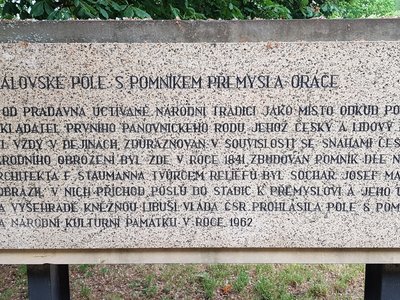 ÁLOVSKÉ POLE S POMNÍKEM PŘEMYSLA ORÁČE
OD PRADÁVNA UCTÍVANÉ NÁRODNÍ TRADICÍ JAKO MÍSTO ODKUD PO
KLADATEL PRVNÍHO PANOVNICKÉHO RODU JEHOŽ ČESKÝ A LIDOVÝ
L VŽDY V DĚJINÁCH, ZDŮRAZŇOVÁN V SOUVISLOSTI SE SNAHAMI ČES
ÁRODNÍHO OBROZENÍ BYL ZDE V ROCE 1841 ZBUDOVÁN POMNÍK DLE N
RCHITEKTA F. STAUMANNA TVŮRCEM RELIÉFŮ BYL SOCHAŘ JOSEF MA
OBRAZIL V NICH PŘÍCHOD POSLŮ DO STADIC K PŘEMYSLOVI A JEHO
A VYŠEHRADĚ KNĚŽNOU LIBUŠÍ VLÁDA ČSR PROHLÁSILA POLE S POM
A NÁRODNÍ KULTURNÍ PAMÁTKU V ROCE 1962